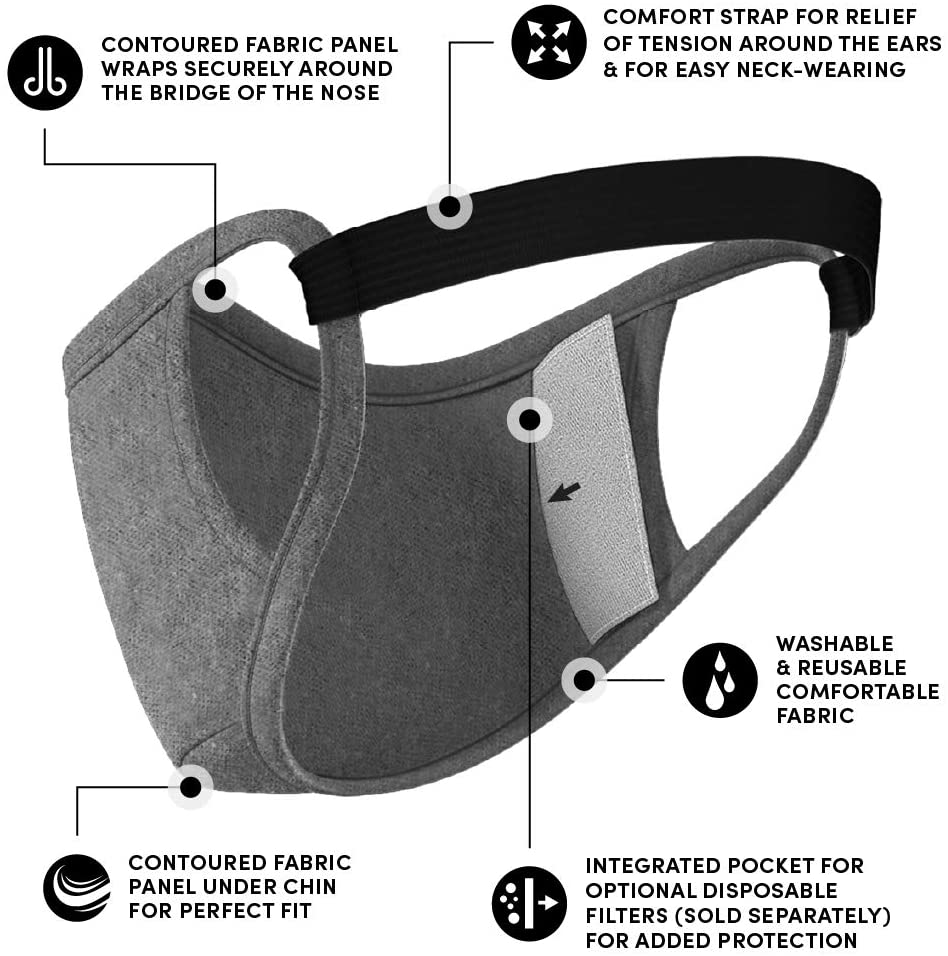 CONTOURED FABRIC PANEL
WRAPS SECURELY AROUND
THE BRIDGE OF THE NOSE
COMFORT STRAP FOR RELIEF
OF TENSION AROUND THE EARS
& FOR EASY NECK-WEARING
WASHABLE
& REUSABLE
COMFORTABLE
FABRIC
CONTOURED FABRIC
PANEL UNDER CHIN
FOR PERFECT FIT
INTEGRATED POCKET FOR
OPTIONAL DISPOSABLE
FILTERS (SOLD SEPARATELY)
FOR ADDED PROTECTION